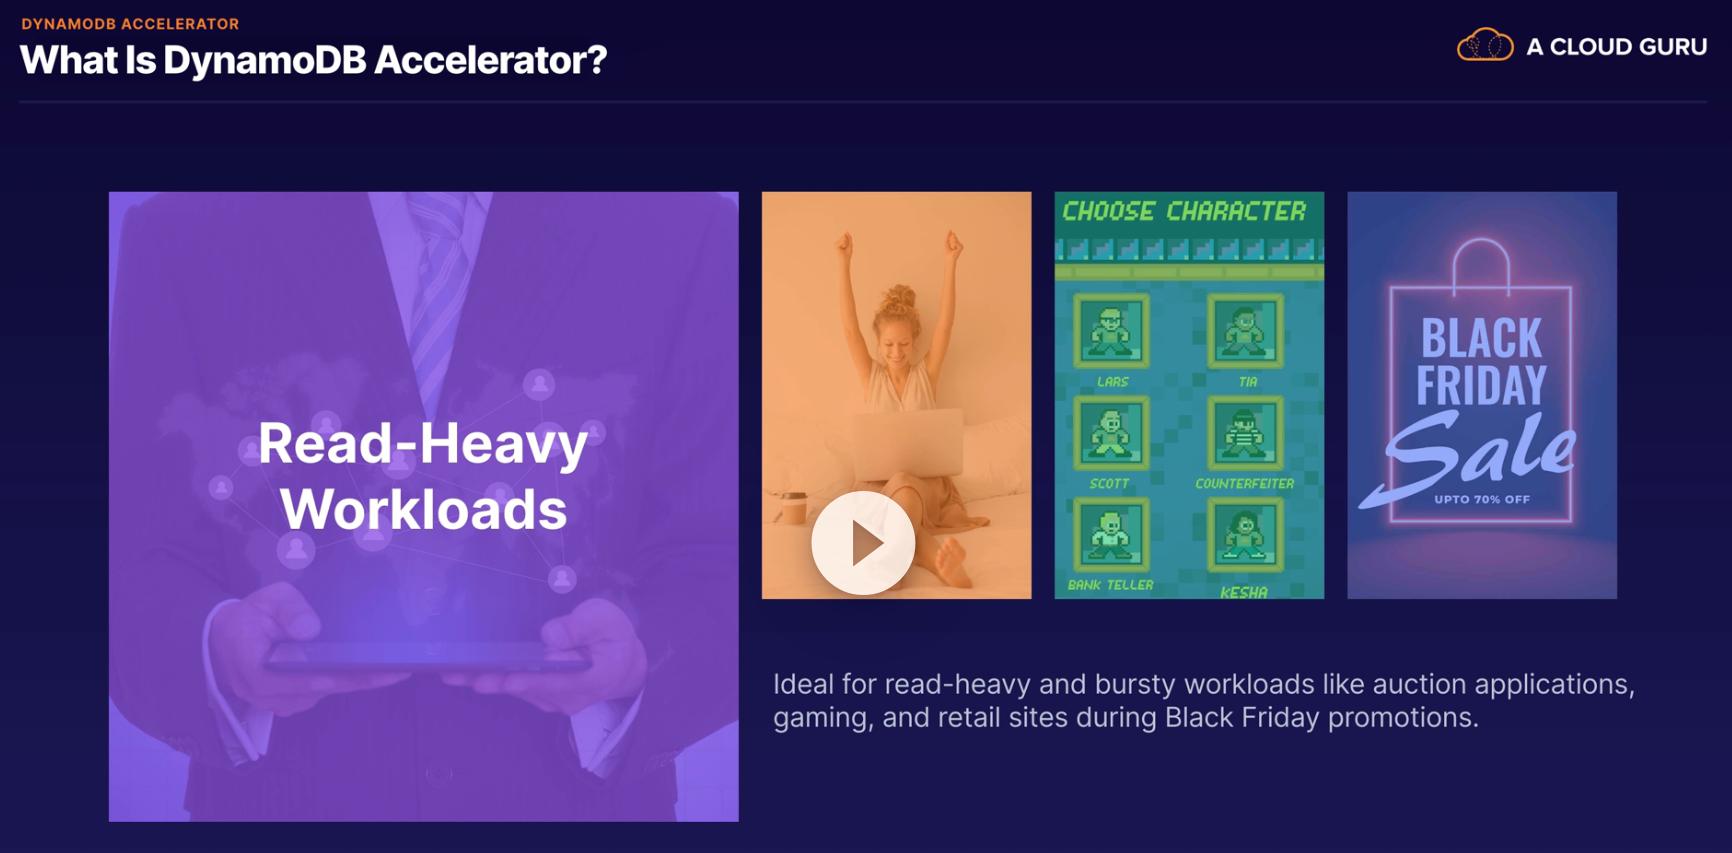 DYNAMODB ACCELERATOR
What Is DynamoDB Accelerator?
A CLOUD GURU
Read-Heavy
Workloads
CHOOSE CHARACTER
LARS
TIA
SCOTT
COUNTERFEITER
BANK TELLER
KESHA
BLACK
FRIDAY
Sale
UPTO 70% OFF
Ideal for read-heavy and bursty workloads like auction applications,
gaming, and retail sites during Black Friday promotions.